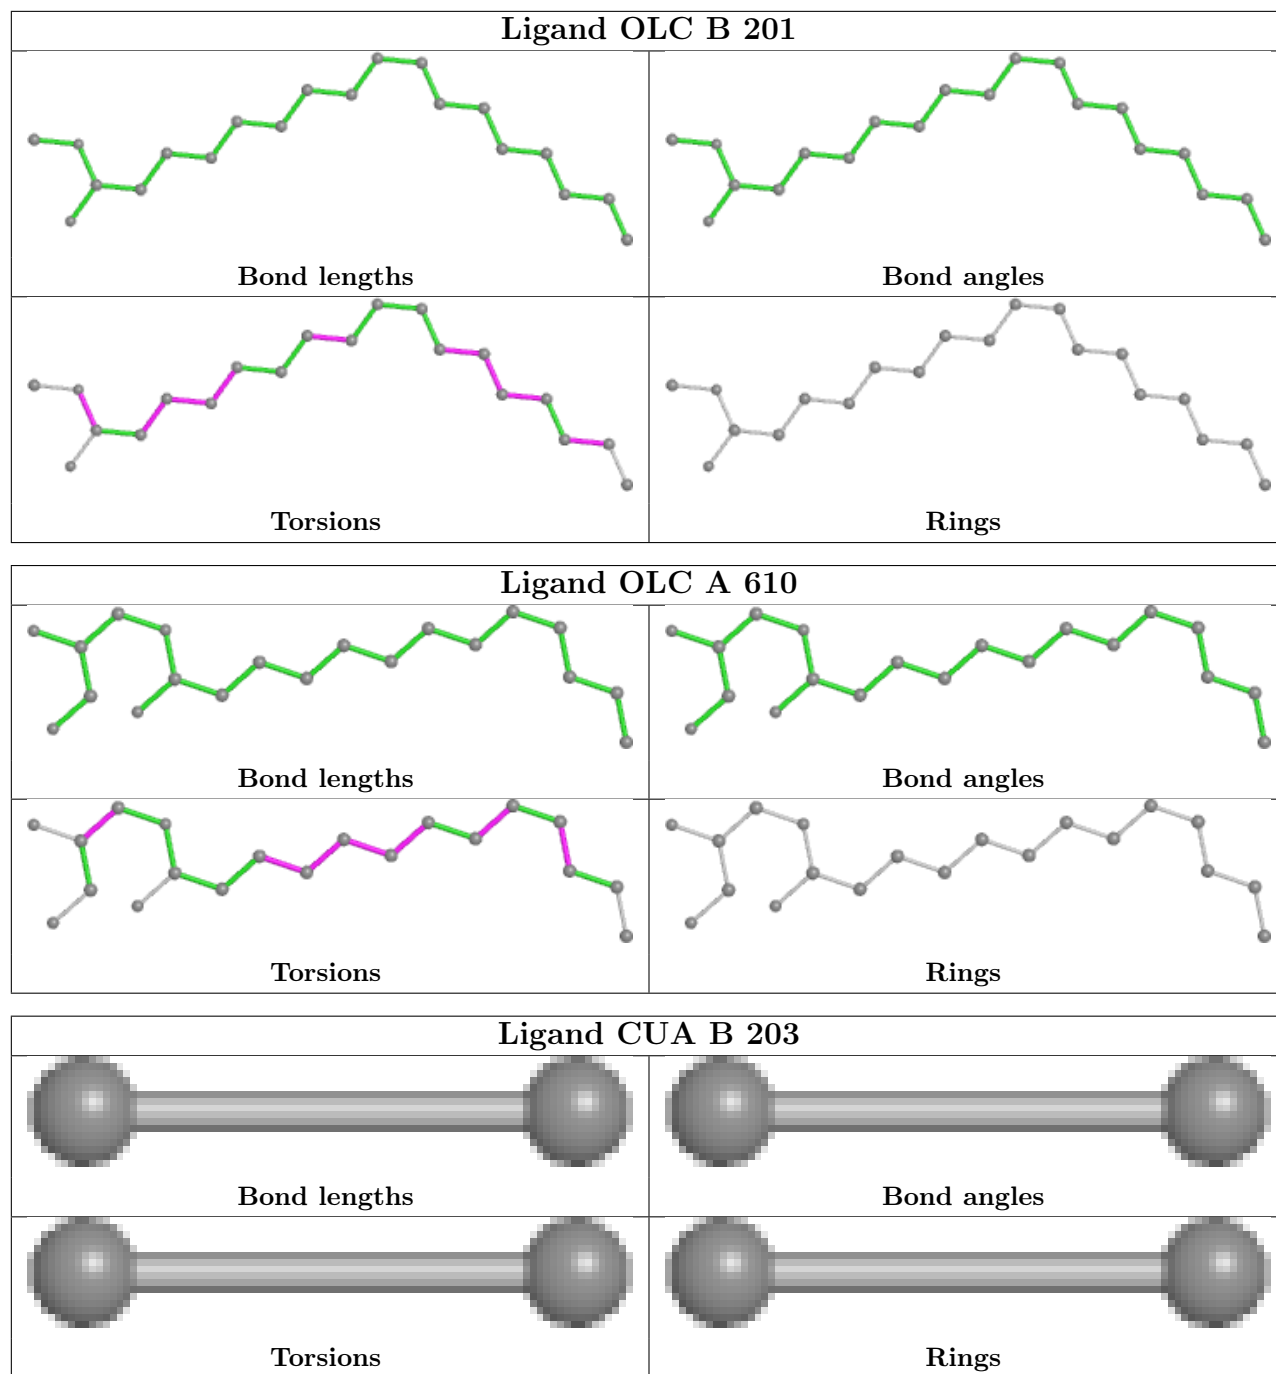 Ligand OLC B 201
Bond lengths Bond angles
Torsions Rings
Ligand OLC A 610
Bond lengths Bond angles
Torsions Rings
Ligand CUA B 203
Bond lengths Bond angles
Torsions Rings